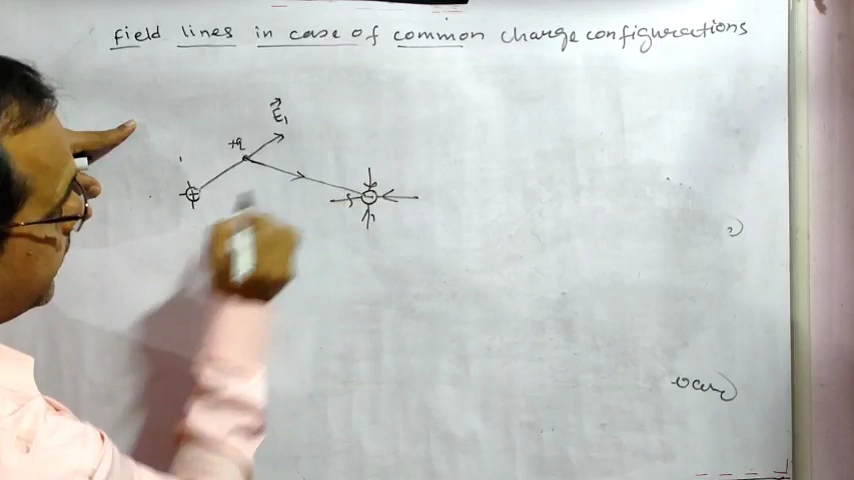 field lines in case of common charge configurations
E₁
+q
+
−